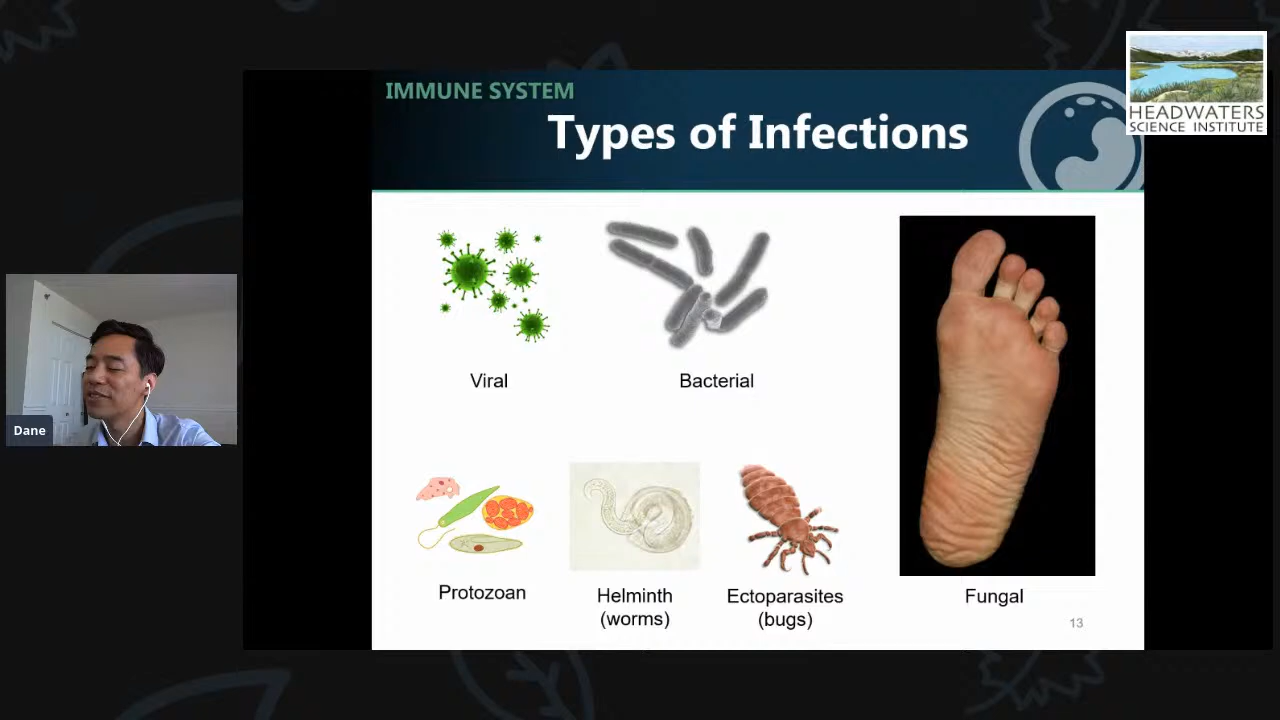 IMMUNE SYSTEM
Types of Infections
HEADWATERS
SCIENCE INSTITUTE
Viral
Bacterial
Dane
Protozoan
Helminth
(worms)
Ectoparasites
(bugs)
Fungal
13